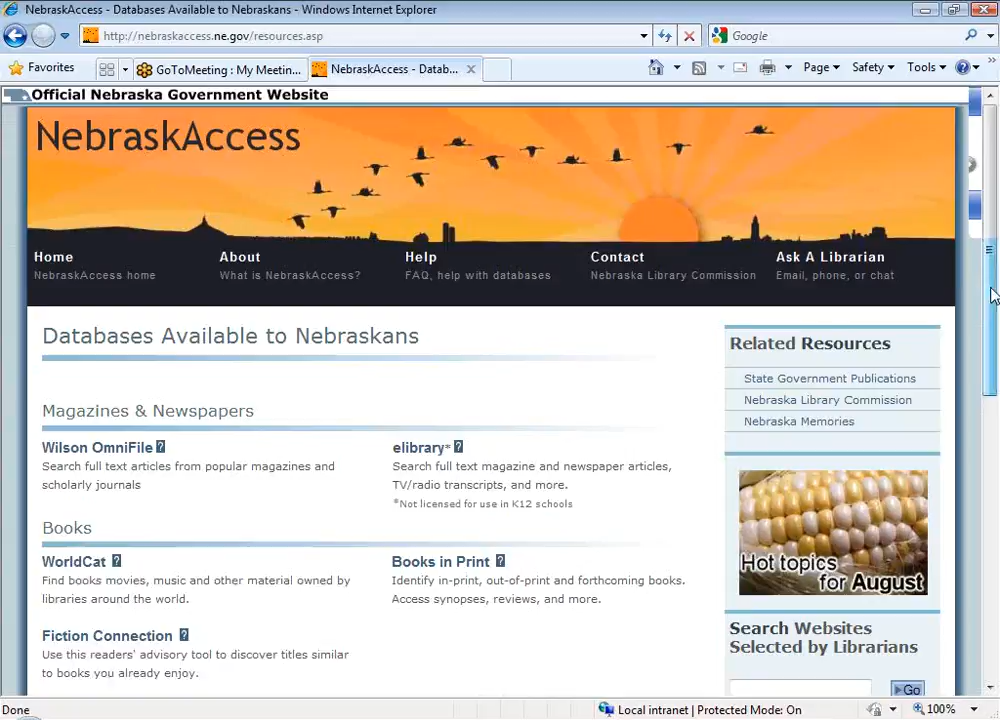 NebraskAccess - Databases Available to Nebraskans - Windows Internet Explorer
http://nebraskaccess.ne.gov/resources.asp
Google
Favorites
GoToMeeting : My Meetin...
NebraskAccess - Datab...
Page
Safety
Tools
Official Nebraska Government Website
NebraskAccess
Home
NebraskAccess home
About
What is NebraskAccess?
Help
FAQ, help with databases
Contact
Nebraska Library Commission
Ask A Librarian
Email, phone, or chat
Databases Available to Nebraskans
Magazines & Newspapers
Wilson OmniFile ?
Search full text articles from popular magazines and
scholarly journals
elibrary* ?
Search full text magazine and newspaper articles,
TV/radio transcripts, and more.
*Not licensed for use in K12 schools
Books
WorldCat ?
Find books movies, music and other material owned by
libraries around the world.
Books in Print ?
Identify in-print, out-of-print and forthcoming books.
Access synopses, reviews, and more.
Fiction Connection ?
Use this readers' advisory tool to discover titles similar
to books you already enjoy.
Related Resources
State Government Publications
Nebraska Library Commission
Nebraska Memories
Hot topics
for August
Search Websites
Selected by Librarians
Go
Done
Local intranet | Protected Mode: On
100%